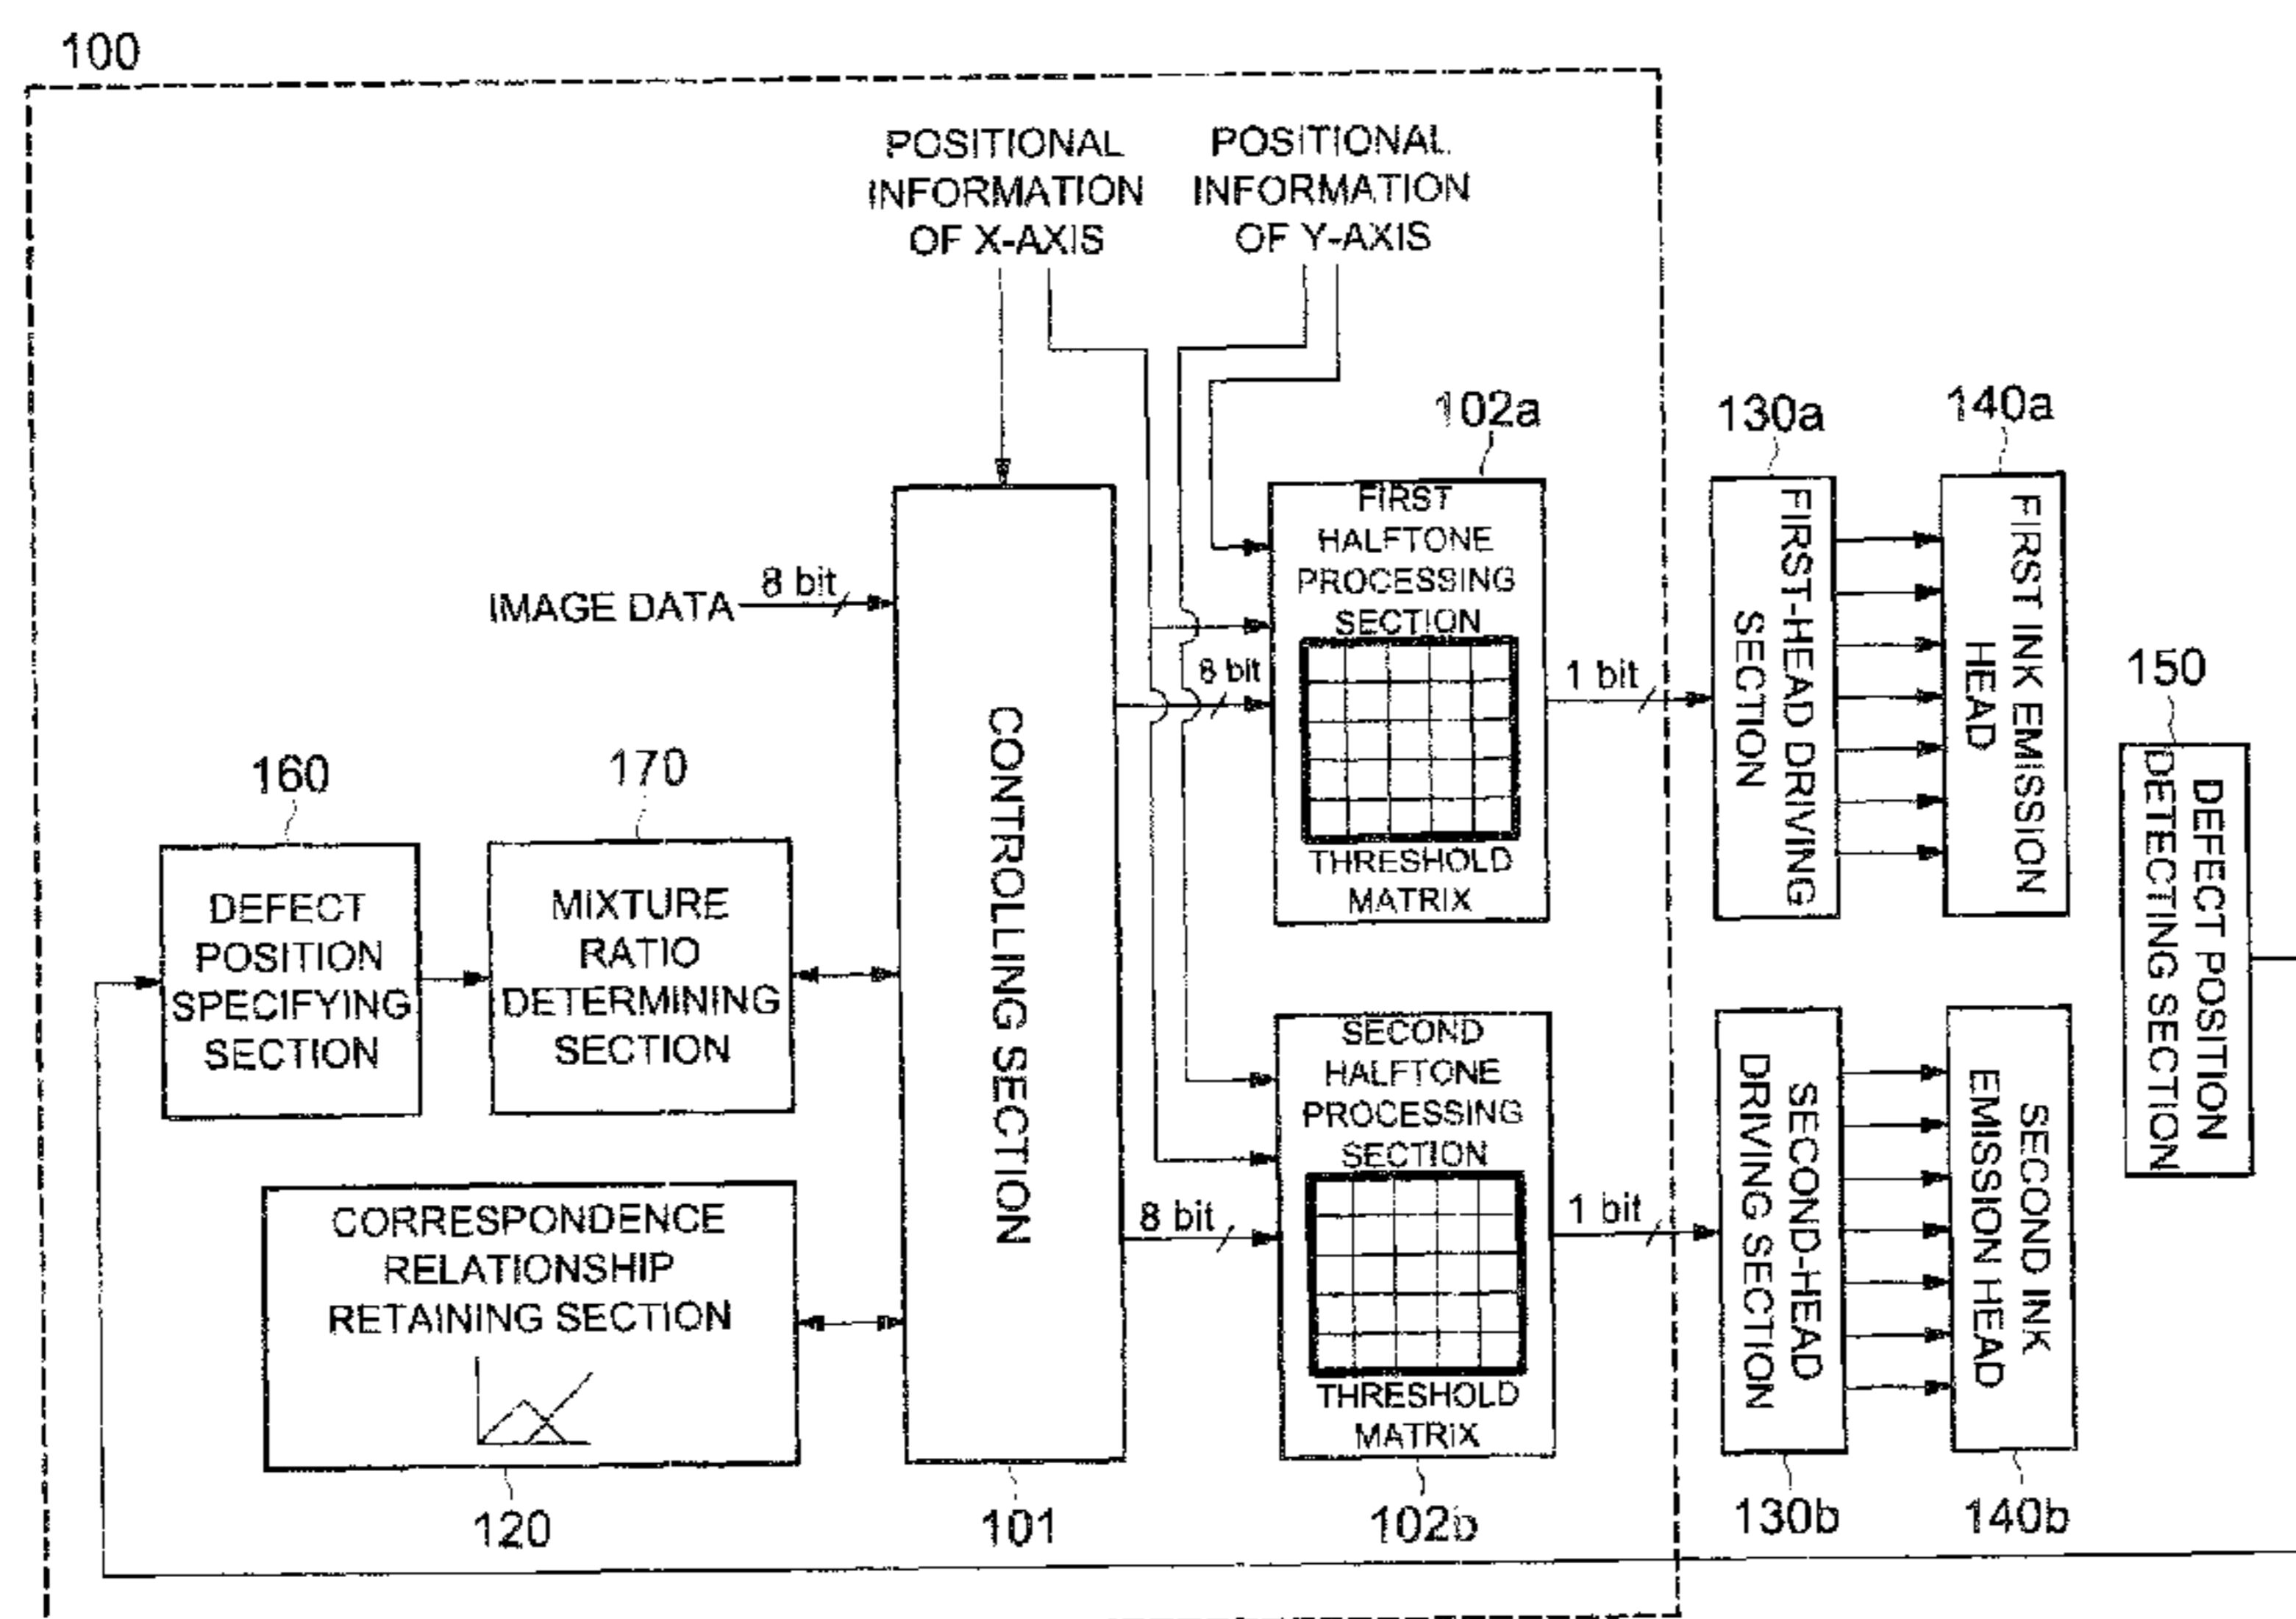 100
POSITIONAL
INFORMATION
OF X-AXIS
POSITIONAL
INFORMATION
OF Y-AXIS
102a
130a
140a
IMAGE DATA
8 bit
FIRST
HALFTONE
PROCESSING
SECTION
8 bit
THRESHOLD
MATRIX
1 bit
FIRST-HEAD DRIVING
SECTION
FIRST INK EMISSION
HEAD
150
DEFECT POSITION
DETECTING SECTION
160
170
DEFECT
POSITION
SPECIFYING
SECTION
MIXTURE
RATIO
DETERMINING
SECTION
CONTROLLING SECTION
CORRESPONDENCE
RELATIONSHIP
RETAINING SECTION
SECOND
HALFTONE
PROCESSING
SECTION
8 bit
THRESHOLD
MATRIX
1 bit
SECOND-HEAD
DRIVING SECTION
SECOND INK
EMISSION HEAD
120
101
102b
130b
140b